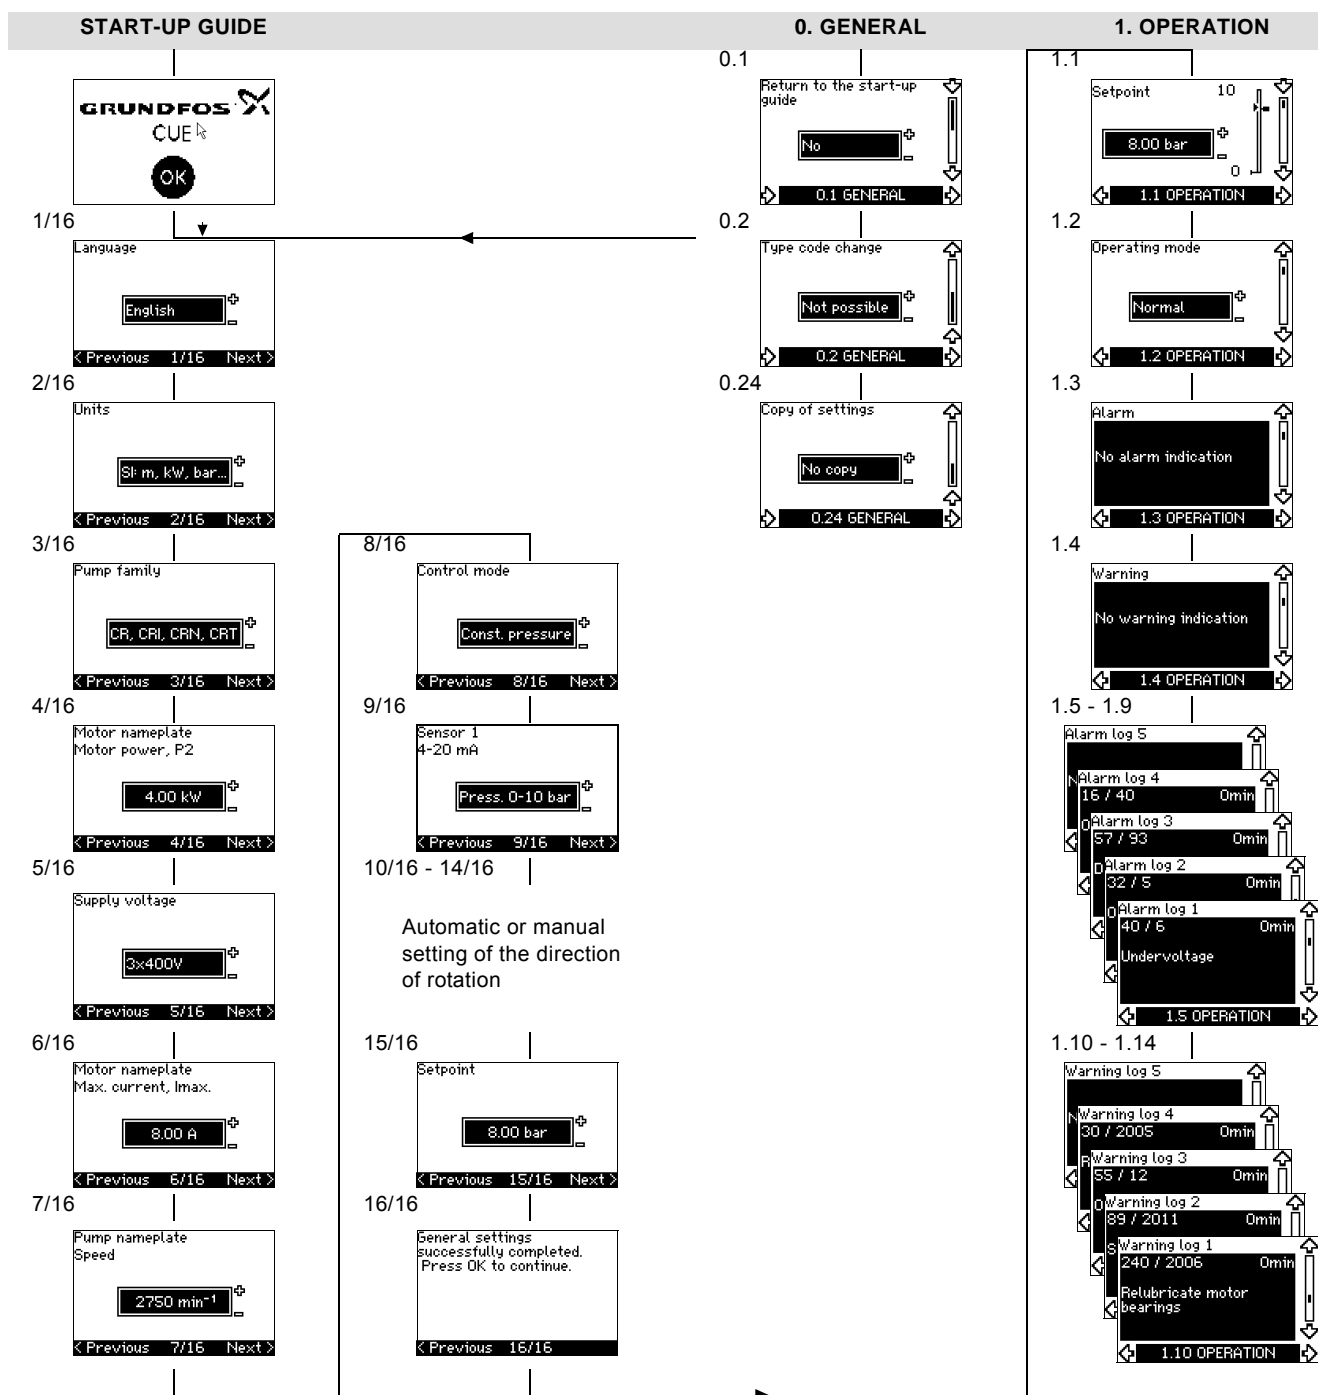 START-UP GUIDE
GRUNDFOS
CUE
OK
1/16
Language
English
< Previous 1/16 Next >
2/16
Units
SI: m, kW, bar...
< Previous 2/16 Next >
3/16
Pump family
CR, CRI, CRN, CRT
< Previous 3/16 Next >
4/16
Motor nameplate
Motor power, P2
4.00 kW
< Previous 4/16 Next >
5/16
Supply voltage
3x400V
< Previous 5/16 Next >
6/16
Motor nameplate
Max. current, Imax.
8.00 A
< Previous 6/16 Next >
7/16
Pump nameplate
Speed
2750 min⁻¹
< Previous 7/16 Next >
8/16
Control mode
Const. pressure
< Previous 8/16 Next >
9/16
Sensor 1
4-20 mA
Press. 0-10 bar
< Previous 9/16 Next >
10/16 - 14/16
Automatic or manual
setting of the direction
of rotation
15/16
Setpoint
8.00 bar
< Previous 15/16 Next >
16/16
General settings
successfully completed.
Press OK to continue.
< Previous 16/16
0. GENERAL
0.1
Return to the start-up
guide
No
0.1 GENERAL
0.2
Type code change
Not possible
0.2 GENERAL
0.24
Copy of settings
No copy
0.24 GENERAL
1. OPERATION
1.1
Setpoint
10
8.00 bar
0
1.1 OPERATION
1.2
Operating mode
Normal
1.2 OPERATION
1.3
Alarm
No alarm indication
1.3 OPERATION
1.4
Warning
No warning indication
1.4 OPERATION
1.5 - 1.9
Alarm log 5
N
Alarm log 4
16 / 40 0min
O
Alarm log 3
57 / 93 0min
D
Alarm log 2
32 / 5 0min
O
Alarm log 1
40 / 6 0min
Undervoltage
1.5 OPERATION
1.10 - 1.14
Warning log 5
N
Warning log 4
30 / 2005 0min
R
Warning log 3
55 / 12 0min
O
Warning log 2
89 / 2011 0min
S
Warning log 1
240 / 2006 0min
Relubricate motor
bearings
1.10 OPERATION